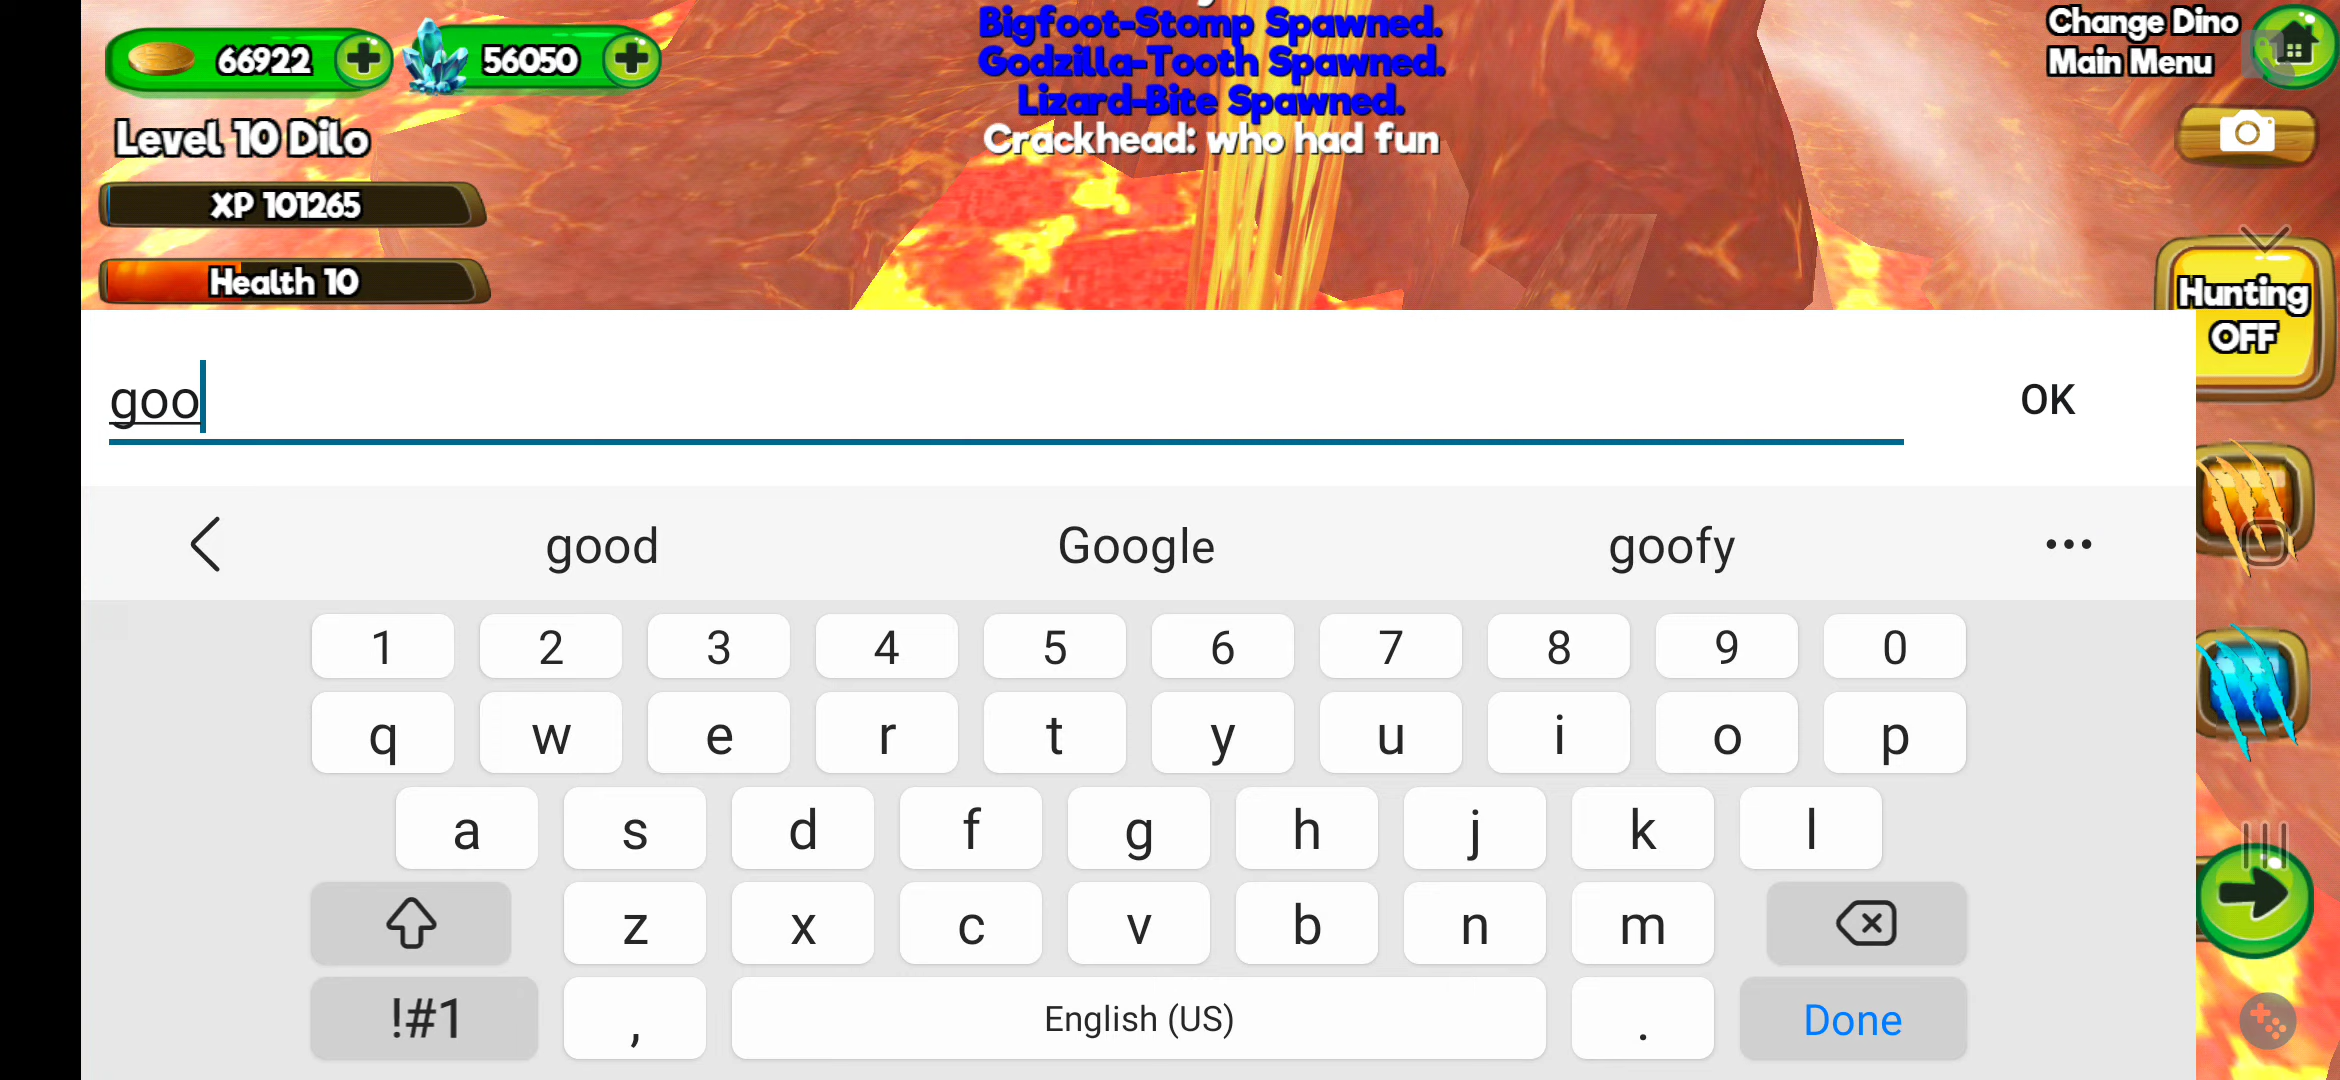 66922
56050
Level 10 Dilo
XP 101265
Health 10
Bigfoot-Stomp Spawned.
Godzilla-Tooth Spawned.
Lizard-Bite Spawned.
Crackhead: who had fun
Change Dino
Main Menu
Hunting
OFF
goo
OK
good Google goofy
1 2 3 4 5 6 7 8 9 0
q w e r t y u i o p
a s d f g h j k l
z x c v b n m
!#1 , English (US) . Done